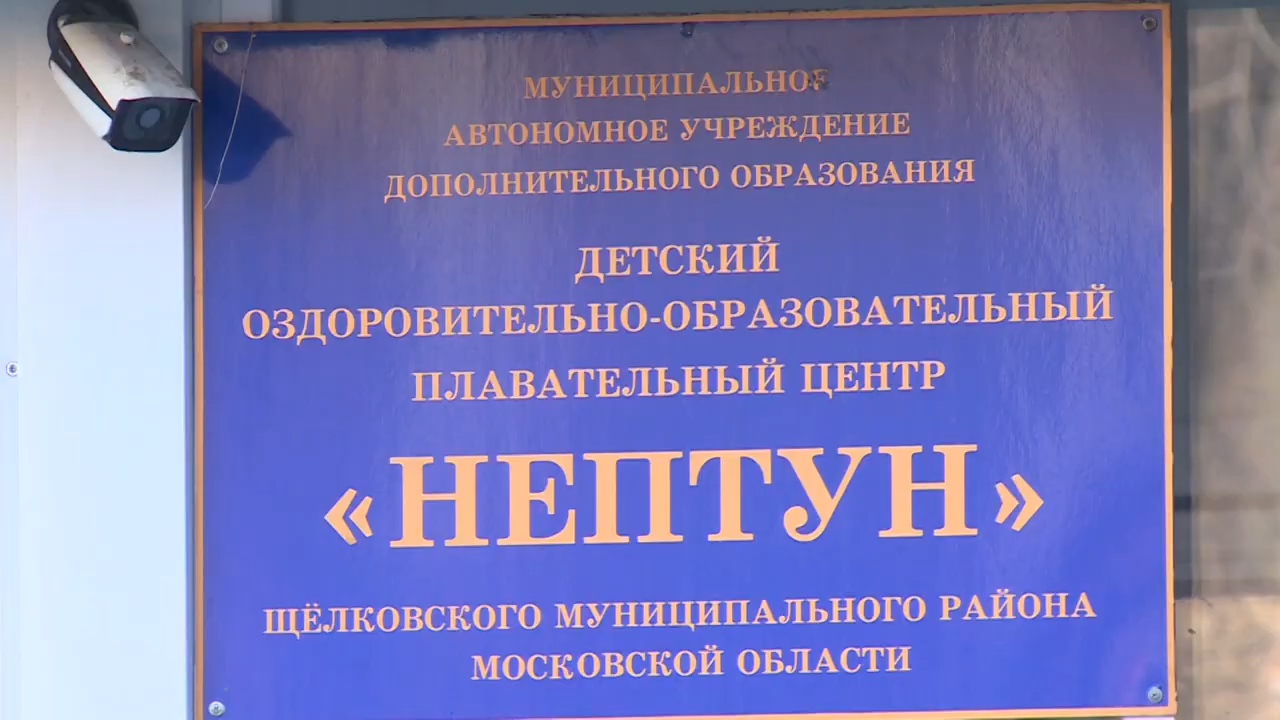 МУНИЦИПАЛЬНОЕ
АВТОНОМНОЕ УЧРЕЖДЕНИЕ
ДОПОЛНИТЕЛЬНОГО ОБРАЗОВАНИЯ
ДЕТСКИЙ
ОЗДОРОВИТЕЛЬНО-ОБРАЗОВАТЕЛЬНЫЙ
ПЛАВАТЕЛЬНЫЙ ЦЕНТР
«НЕПТУН»
ЩЁЛКОВСКОГО МУНИЦИПАЛЬНОГО РАЙОНА
МОСКОВСКОЙ ОБЛАСТИ